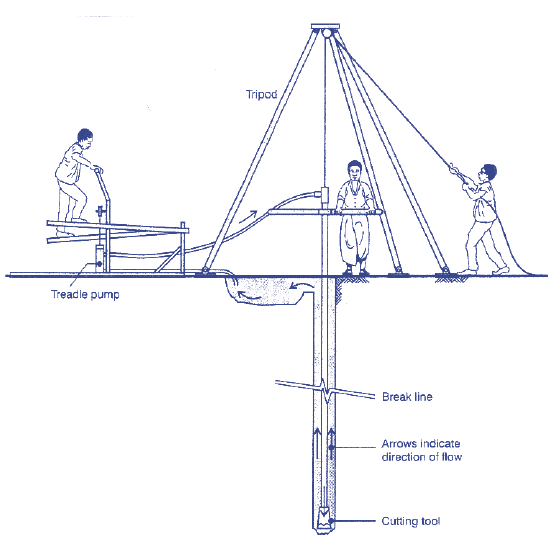 Tripod
Treadle pump
Break line
Arrows indicate
direction of flow
Cutting tool